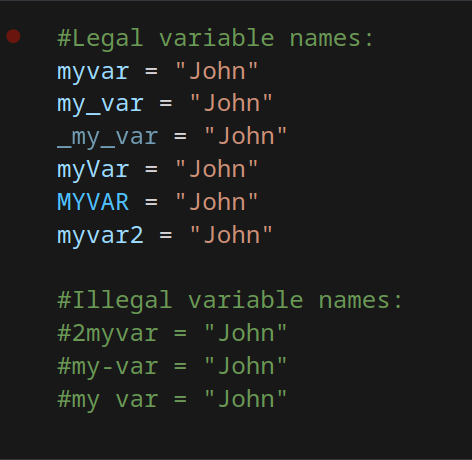 #Legal variable names:
myvar = "John"
my_var = "John"
_my_var = "John"
myVar = "John"
MYVAR = "John"
myvar2 = "John"
#Illegal variable names:
#2myvar = "John"
#my-var = "John"
#my var = "John"